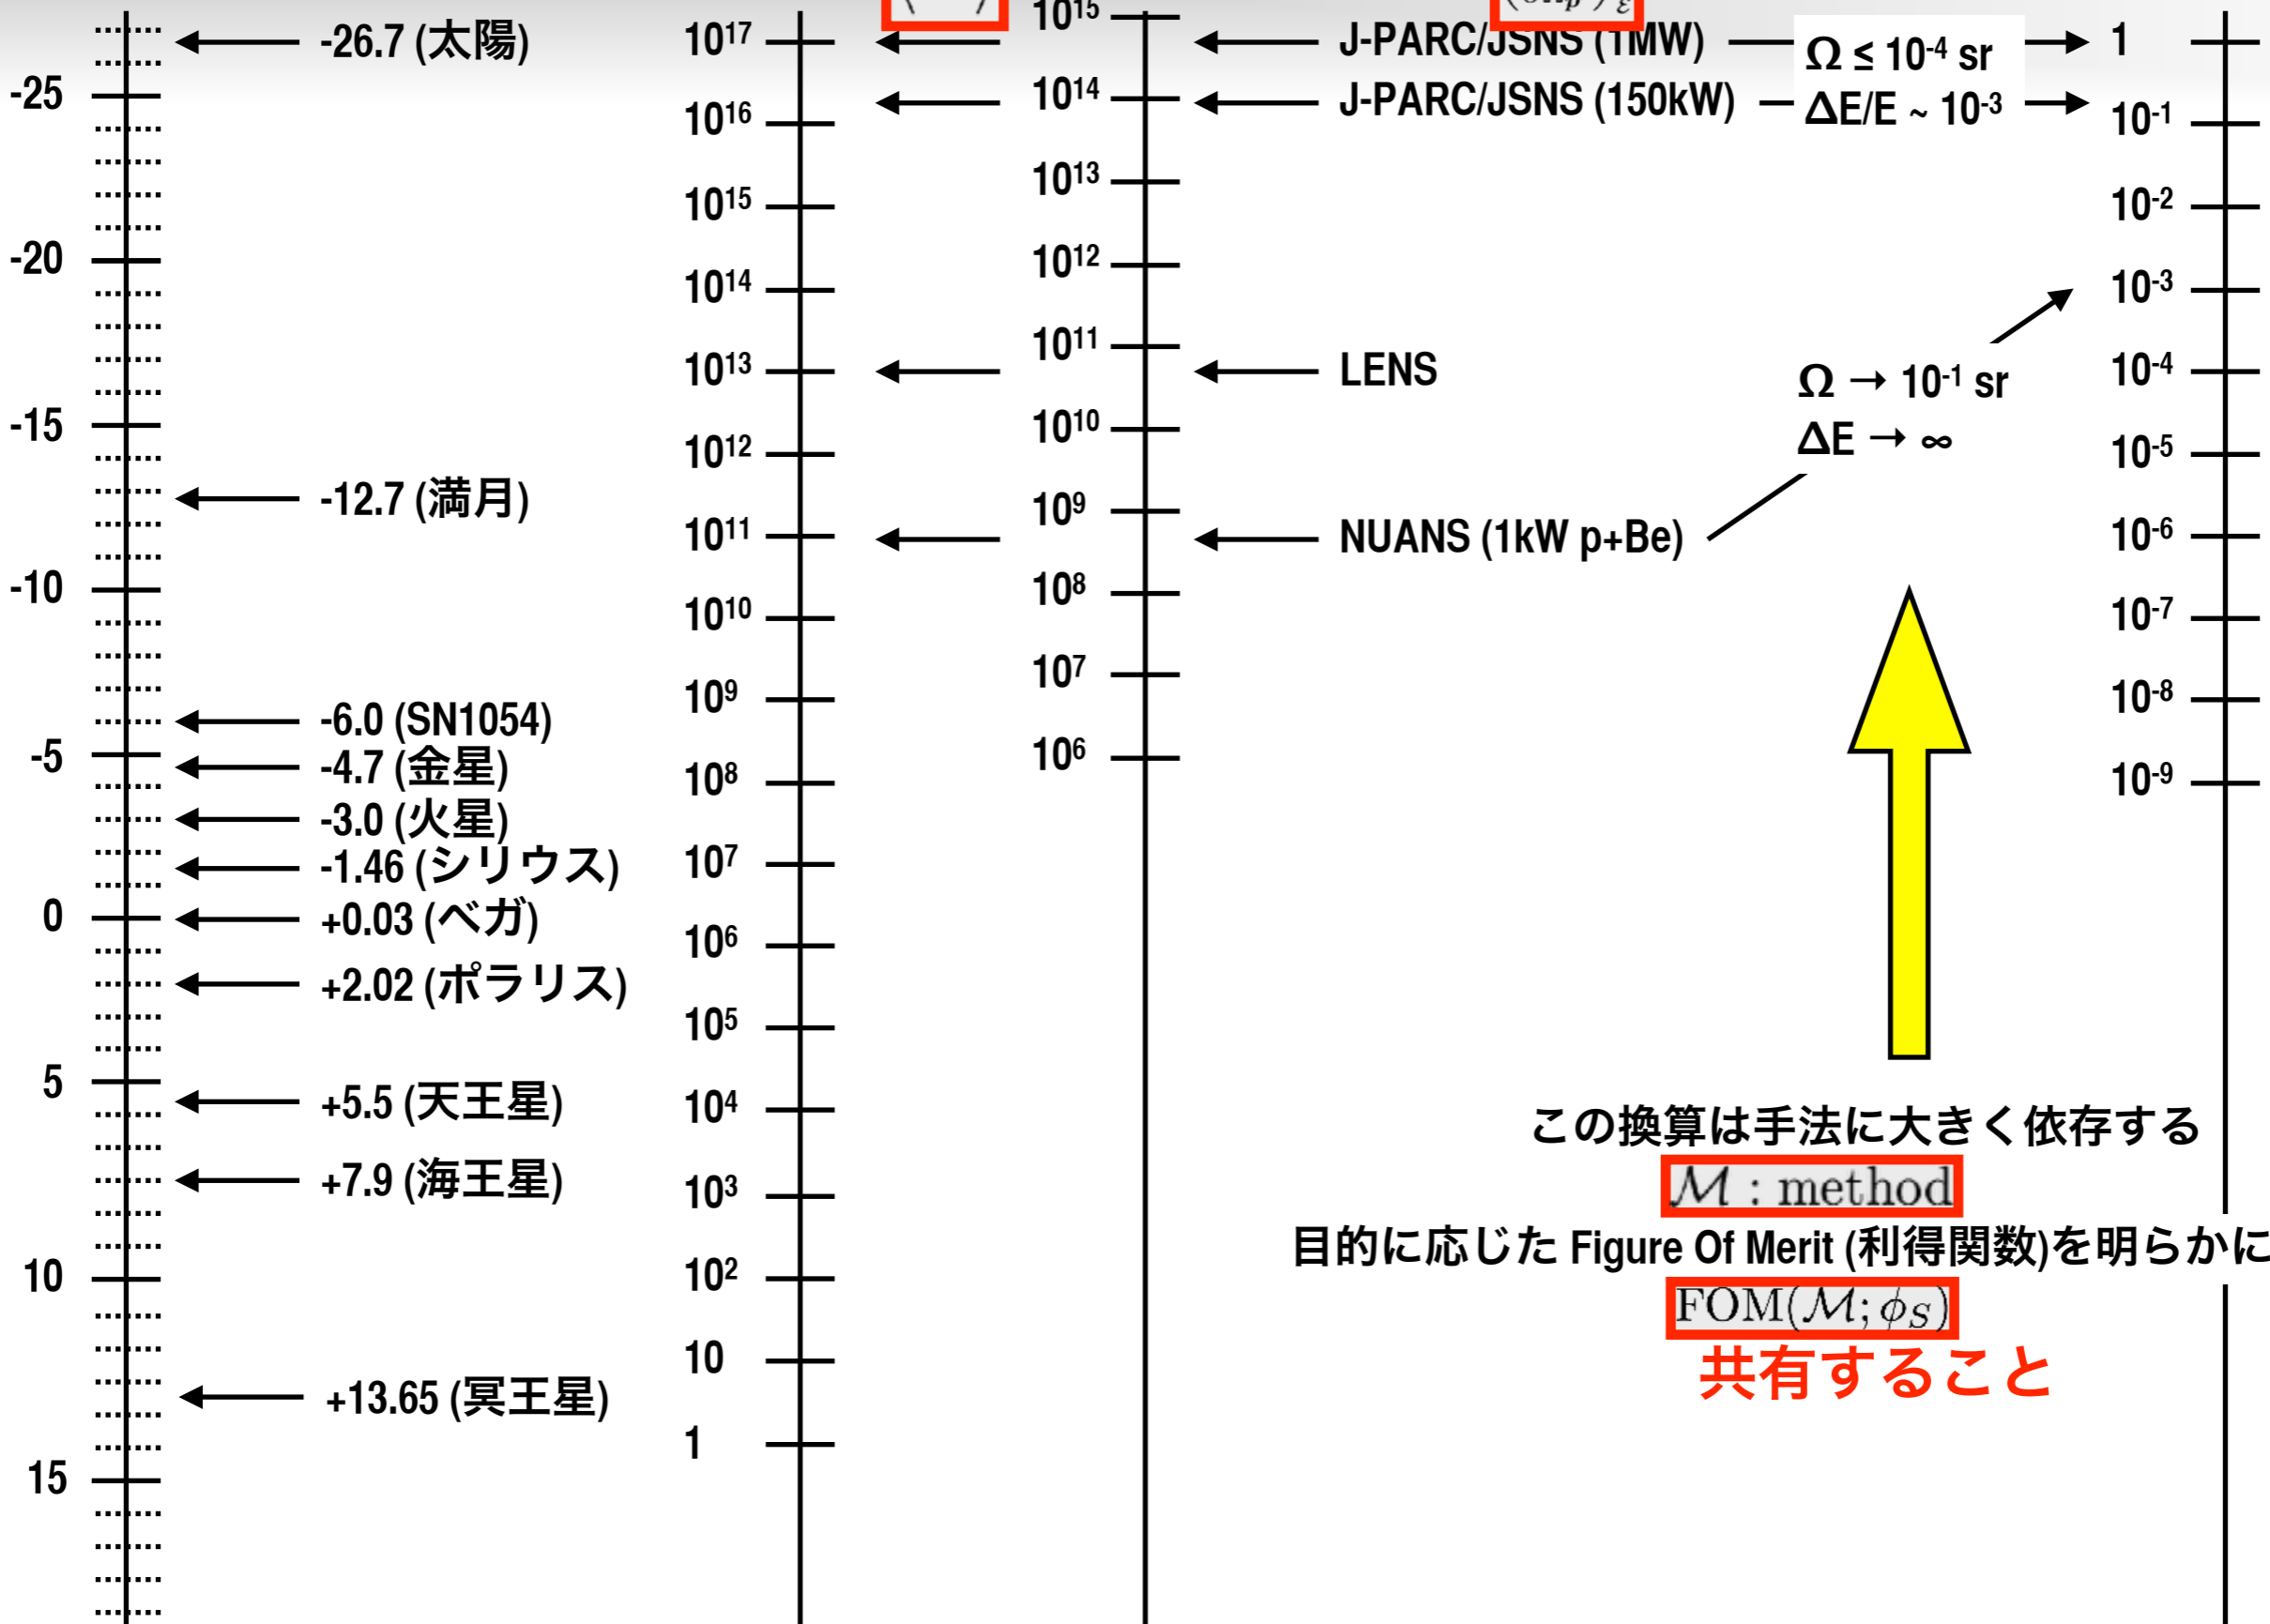 -25
-20
-15
-10
-5
0
5
10
15
-26.7 (太陽)
-12.7 (満月)
-6.0 (SN1054)
-4.7 (金星)
-3.0 (火星)
-1.46 (シリウス)
+0.03 (ベガ)
+2.02 (ポラリス)
+5.5 (天王星)
+7.9 (海王星)
+13.65 (冥王星)
10¹⁷
10¹⁶
10¹⁵
10¹⁴
10¹³
10¹²
10¹¹
10¹⁰
10⁹
10⁸
10⁷
10⁶
10⁵
10⁴
10³
10²
10
1
10¹⁵
10¹⁴
10¹³
10¹²
10¹¹
10¹⁰
10⁹
10⁸
10⁷
10⁶
J-PARC/JSNS (1MW)
J-PARC/JSNS (150kW)
LENS
NUANS (1kW p+Be)
Ω ≤ 10⁻⁴ sr
ΔE/E ~ 10⁻³
Ω → 10⁻¹ sr
ΔE → ∞
1
10⁻¹
10⁻²
10⁻³
10⁻⁴
10⁻⁵
10⁻⁶
10⁻⁷
10⁻⁸
10⁻⁹
この換算は手法に大きく依存する
ℳ : method
目的に応じた Figure Of Merit (利得関数)を明らかに
FOM(ℳ; ϕ_S)
共有すること